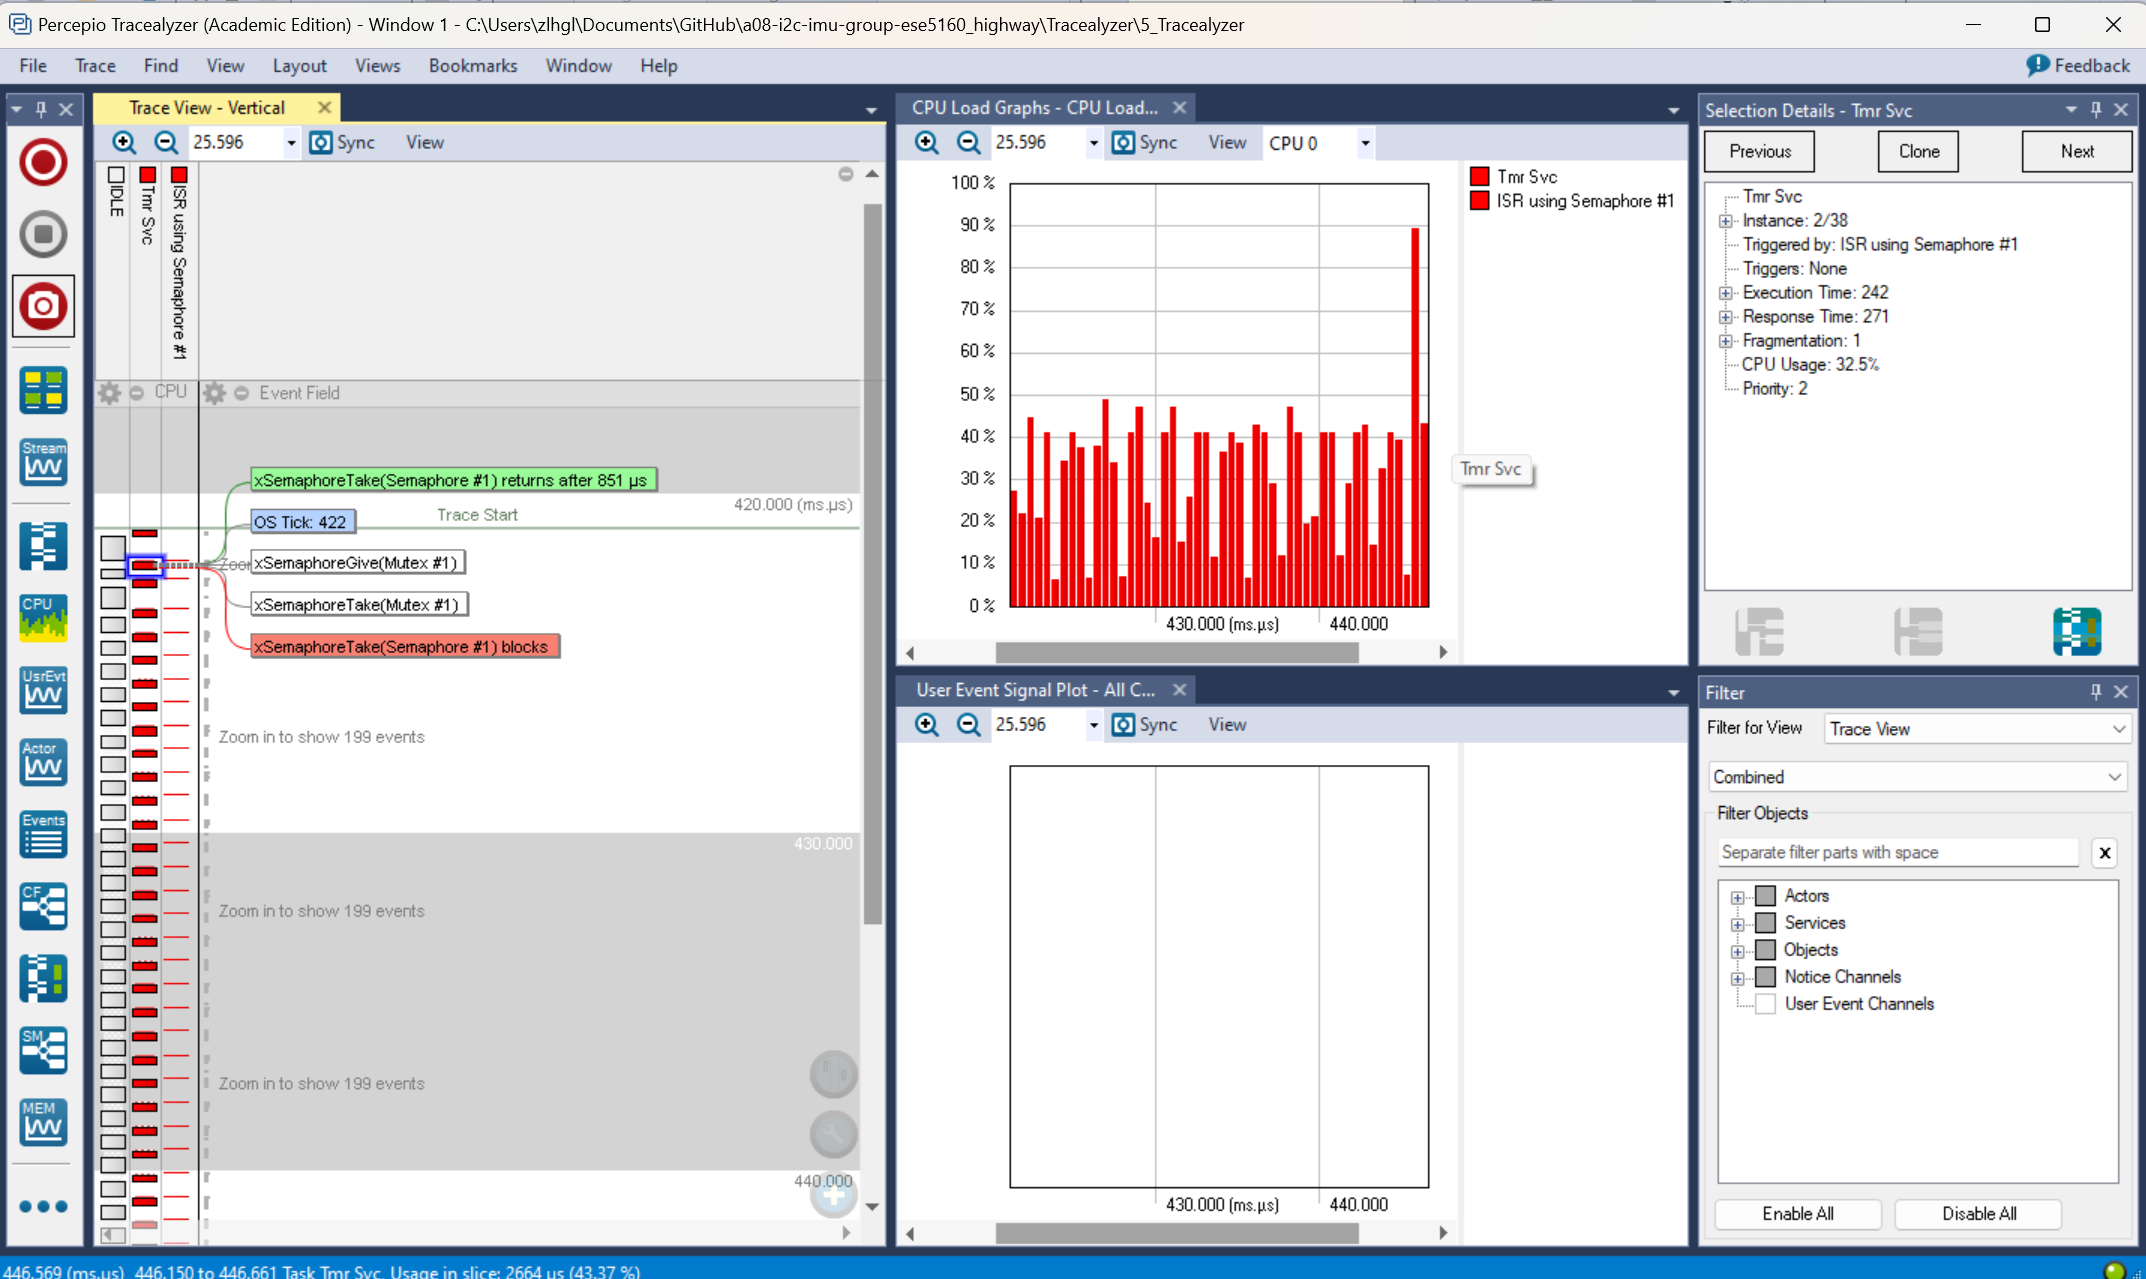 Percepio Tracealyzer (Academic Edition) - Window 1 - C:\Users\zlhgl\Documents\GitHub\a08-i2c-imu-group-ese5160_highway\Tracealyzer\5_Tracealyzer
File Trace Find View Layout Views Bookmarks Window Help
Feedback
Stream
CPU
UsrEvt
Actor
Events
CF
SM
MEM
Trace View - Vertical
25.596 Sync View
IDLE
Tmr Svc
ISR using Semaphore #1
CPU
Event Field
xSemaphoreTake(Semaphore #1) returns after 851 µs
420.000 (ms.µs)
Trace Start
OS Tick: 422
xSemaphoreGive(Mutex #1)
xSemaphoreTake(Mutex #1)
xSemaphoreTake(Semaphore #1) blocks
Zoom in to show 199 events
430.000
Zoom in to show 199 events
Zoom in to show 199 events
440.000
CPU Load Graphs - CPU Load...
25.596 Sync View CPU 0
100 %
90 %
80 %
70 %
60 %
50 %
40 %
30 %
20 %
10 %
0 %
430.000 (ms.µs) 440.000
Tmr Svc
ISR using Semaphore #1
Tmr Svc
User Event Signal Plot - All C...
25.596 Sync View
430.000 (ms.µs) 440.000
Selection Details - Tmr Svc
Previous Clone Next
Tmr Svc
Instance: 2/38
Triggered by: ISR using Semaphore #1
Triggers: None
Execution Time: 242
Response Time: 271
Fragmentation: 1
CPU Usage: 32.5%
Priority: 2
Filter
Filter for View Trace View
Combined
Filter Objects
Separate filter parts with space x
Actors
Services
Objects
Notice Channels
User Event Channels
Enable All Disable All
446.569 (ms.us) 446.150 to 446.661 Task Tmr Svc. Usage in slice: 2664 us (43.37 %)